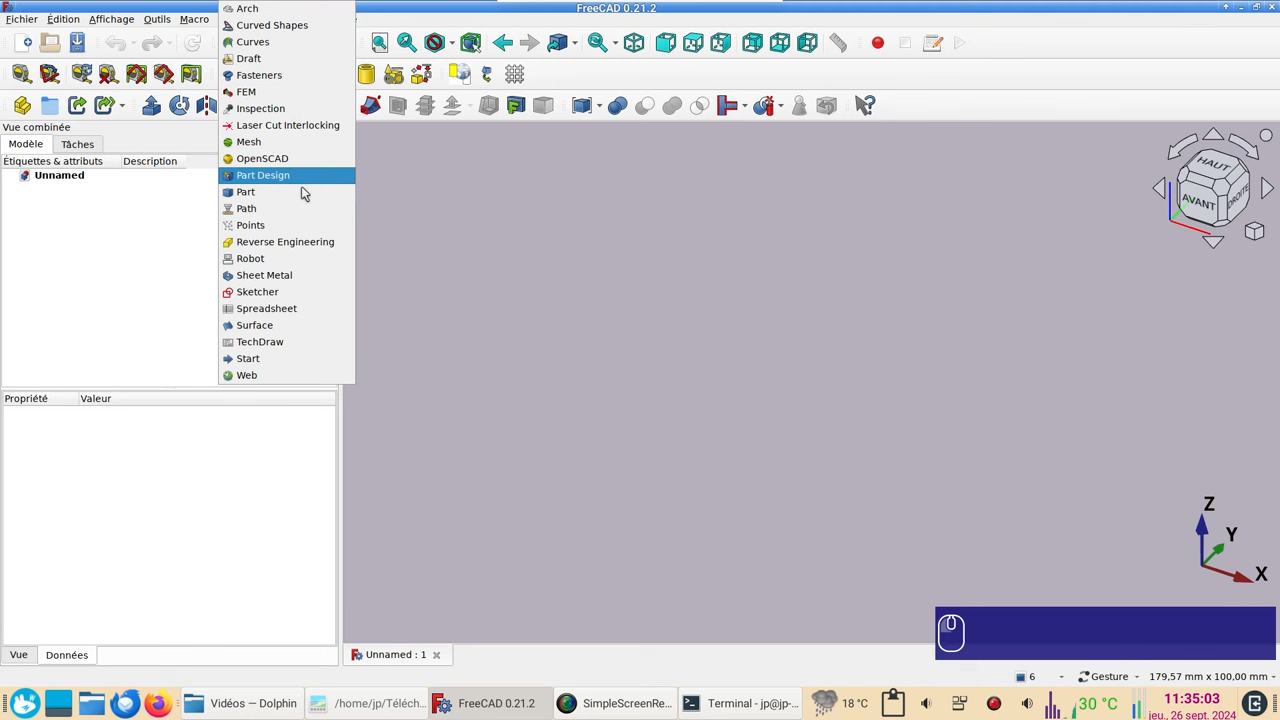 FreeCAD 0.21.2
Fichier Édition Affichage Outils Macro
Arch
Curved Shapes
Curves
Draft
Fasteners
FEM
Inspection
Laser Cut Interlocking
Mesh
OpenSCAD
Part Design
Part
Path
Points
Reverse Engineering
Robot
Sheet Metal
Sketcher
Spreadsheet
Surface
TechDraw
Start
Web
Vue combinée
Modèle Tâches
Étiquettes & attributs Description
Unnamed
Propriété Valeur
Vue Données
HAUT
AVANT
DROITE
Z
Y
X
Unnamed : 1
6 Gesture 179.57 mm x 100,00 mm
Vidéos — Dolphin /home/jp/Téléch... FreeCAD 0.21.2 SimpleScreenRe... Terminal - jp@jp-... 18 °C 30 °C 11:35:03
jeu., 26 sept. 2024